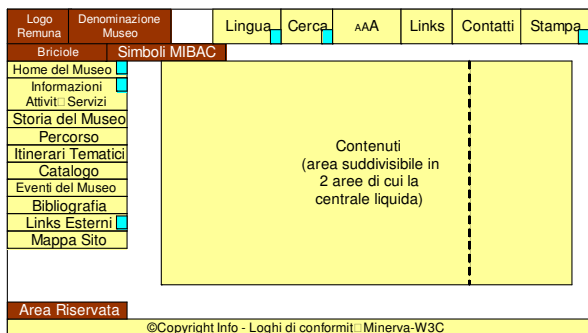 Logo
Remuna
Denominazione
Museo
Lingua
Cerca
AAA
Links
Contatti
Stampa
Briciole
Simboli MIBAC
Home del Museo
Informazioni
Attivit□ Servizi
Storia del Museo
Percorso
Itinerari Tematici
Catalogo
Eventi del Museo
Bibliografia
Links Esterni
Mappa Sito
Contenuti
(area suddivisibile in
2 aree di cui la
centrale liquida)
Area Riservata
©Copyright Info - Loghi di conformit□ Minerva-W3C